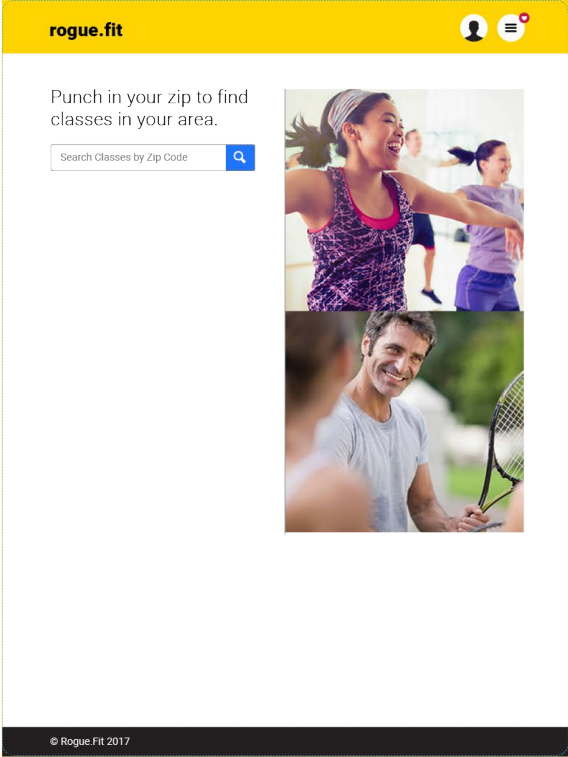 rogue.fit
Punch in your zip to find
classes in your area.
Search Classes by Zip Code
© Rogue.Fit 2017